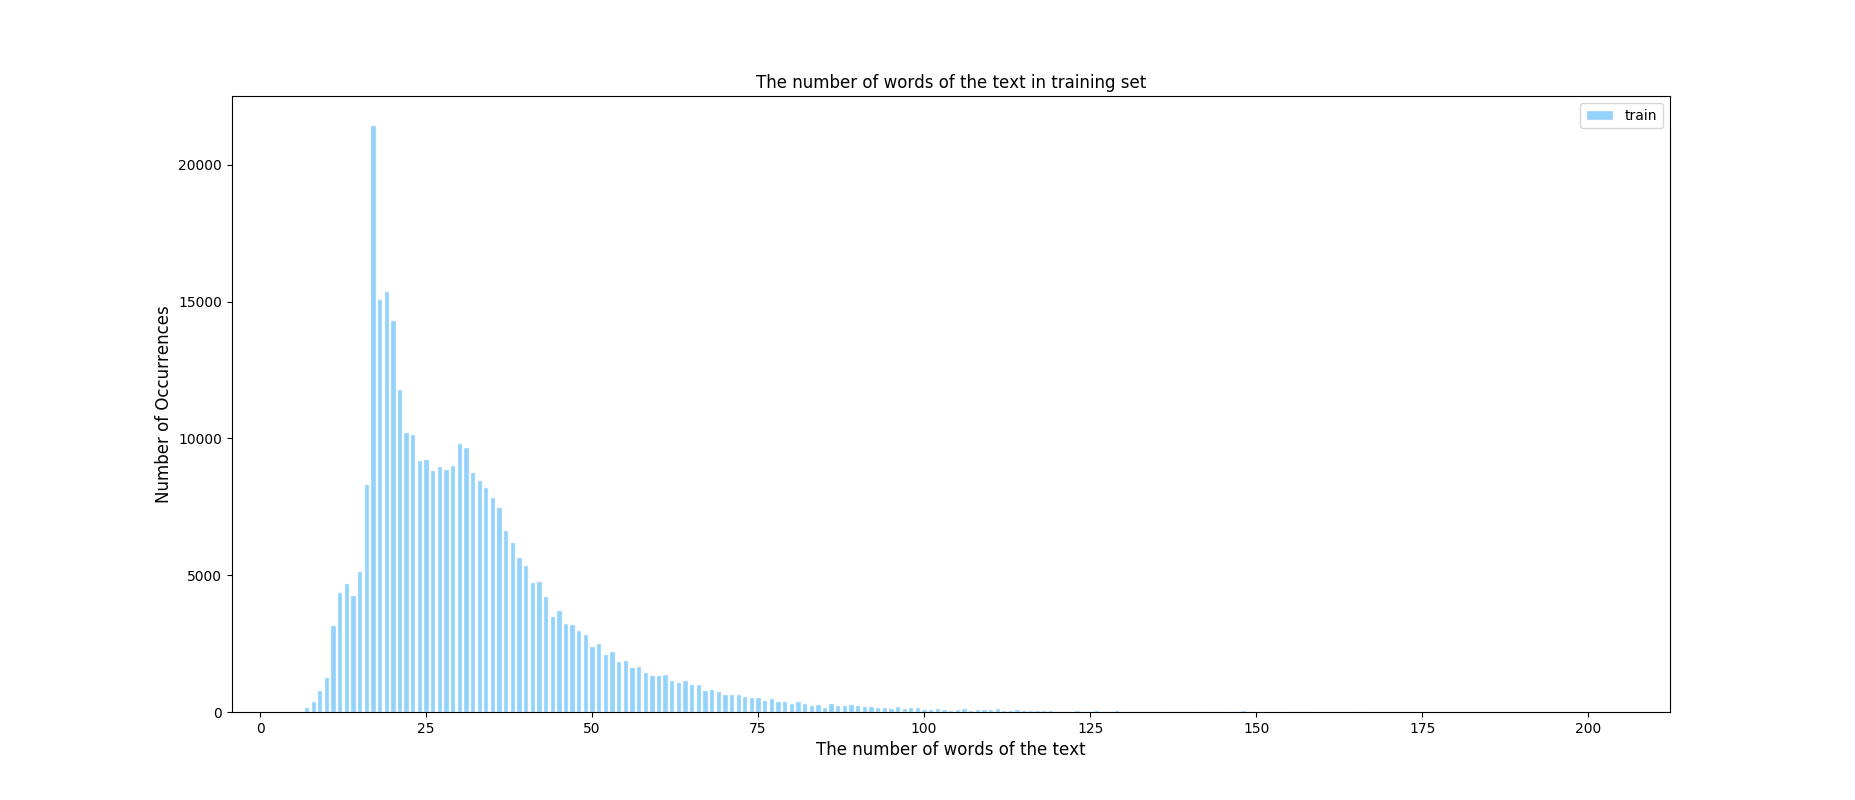 The number of words of the text in training set
train
20000
15000
10000
5000
0
Number of Occurrences
0 25 50 75 100 125 150 175 200
The number of words of the text